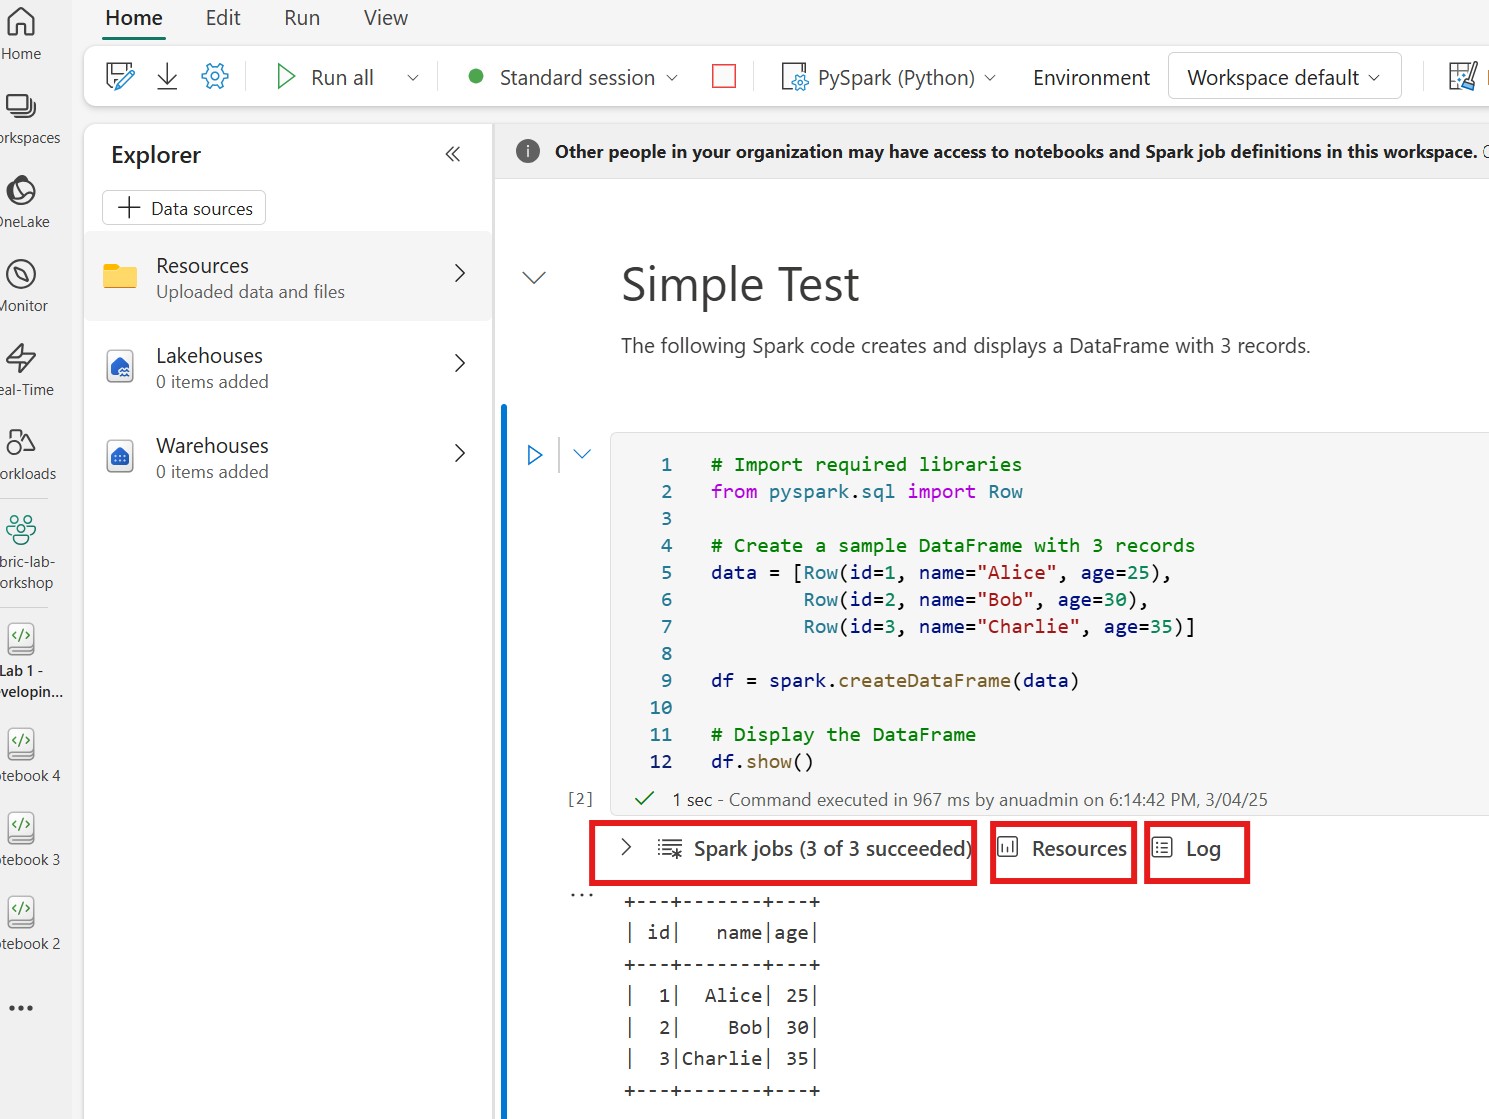 Home Edit Run View
Run all Standard session PySpark (Python) Environment Workspace default
Home
orkspaces
OneLake
Monitor
eal-Time
orkloads
bric-lab-
orkshop
Lab 1 -
velopin...
tebook 4
tebook 3
tebook 2
Explorer
Data sources
Resources
Uploaded data and files
Lakehouses
0 items added
Warehouses
0 items added
Other people in your organization may have access to notebooks and Spark job definitions in this workspace.
Simple Test
The following Spark code creates and displays a DataFrame with 3 records.
1 # Import required libraries
2 from pyspark.sql import Row
3
4 # Create a sample DataFrame with 3 records
5 data = [Row(id=1, name="Alice", age=25),
6         Row(id=2, name="Bob", age=30),
7         Row(id=3, name="Charlie", age=35)]
8
9 df = spark.createDataFrame(data)
10
11 # Display the DataFrame
12 df.show()
[2] 1 sec - Command executed in 967 ms by anuadmin on 6:14:42 PM, 3/04/25
Spark jobs (3 of 3 succeeded) Resources Log
+---+-------+---+
| id|   name|age|
+---+-------+---+
|  1|  Alice| 25|
|  2|    Bob| 30|
|  3|Charlie| 35|
+---+-------+---+